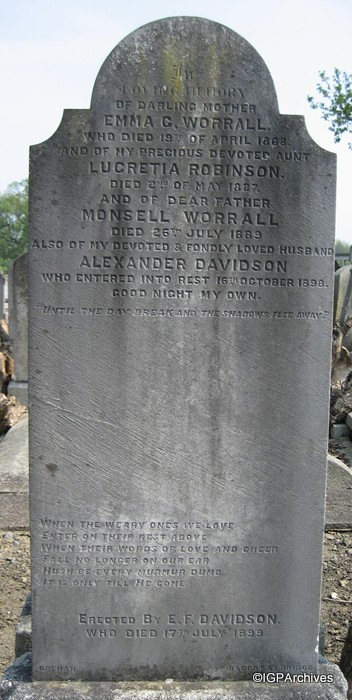 IN
LOVING MEMORY
OF DARLING MOTHER
EMMA G. WORRALL,
WHO DIED 19TH OF APRIL 1868.
AND OF MY PRECIOUS DEVOTED AUNT
LUCRETIA ROBINSON,
DIED 2ND OF MAY 1887.
AND OF DEAR FATHER
MONSELL WORRALL
DIED 26TH JULY 1889
ALSO OF MY DEVOTED & FONDLY LOVED HUSBAND
ALEXANDER DAVIDSON
WHO ENTERED INTO REST 16TH OCTOBER 1898.
GOOD NIGHT MY OWN.
"UNTIL THE DAY BREAK AND THE SHADOWS FLEE AWAY."
WHEN THE WEARY ONES WE LOVE
ENTER ON THEIR REST ABOVE
WHEN THEIR WORDS OF LOVE AND CHEER
FALL NO LONGER ON OUR EAR
HUSH BE EVERY MURMUR DUMB
IT IS ONLY TILL HE COME.
ERECTED BY E. F. DAVIDSON.
WHO DIED 17TH JULY 1899.
©IGPArchives